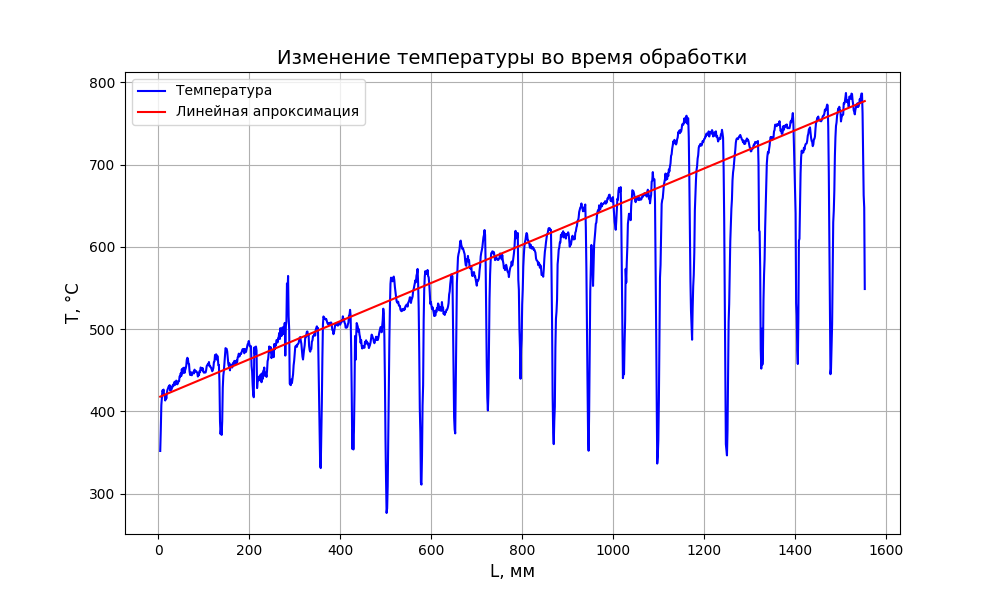 Изменение температуры во время обработки
Температура
Линейная апроксимация
800
700
600
500
400
300
T, °C
0 200 400 600 800 1000 1200 1400 1600
L, мм